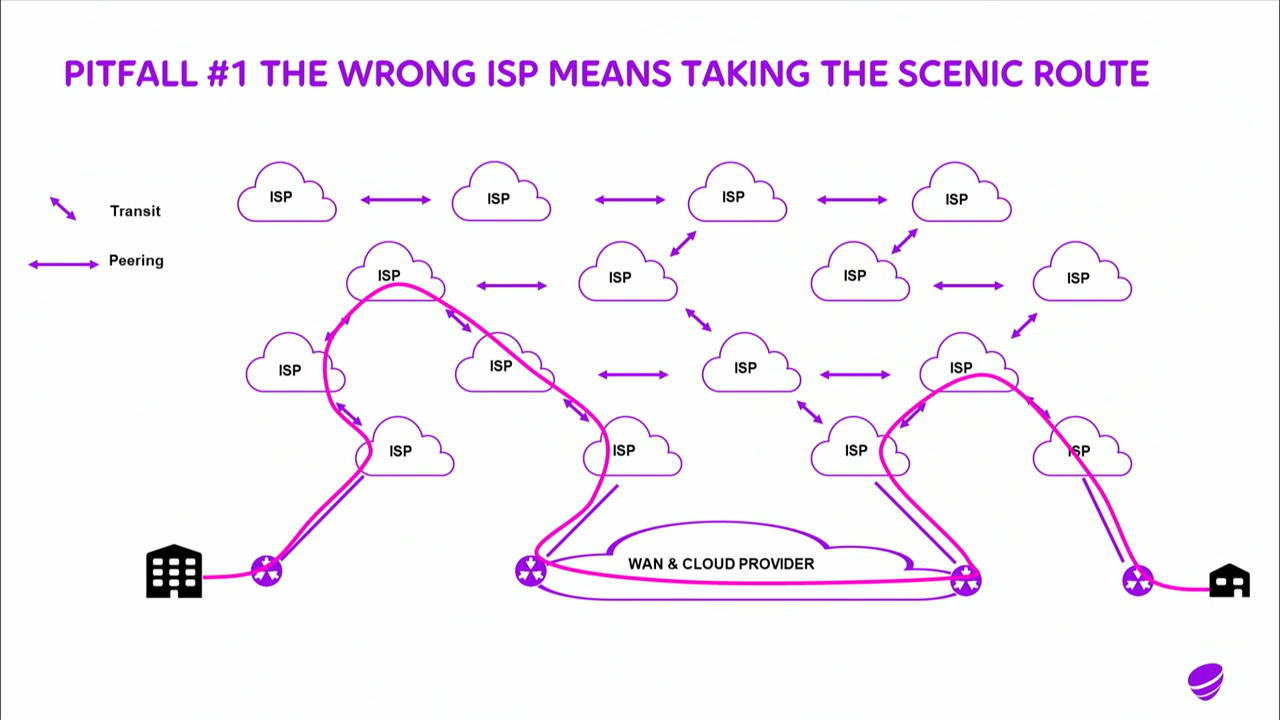 PITFALL #1 THE WRONG ISP MEANS TAKING THE SCENIC ROUTE
ISP
ISP
ISP
ISP
Transit
Peering
ISP
ISP
ISP
ISP
ISP
ISP
ISP
ISP
ISP
ISP
ISP
ISP
WAN & CLOUD PROVIDER